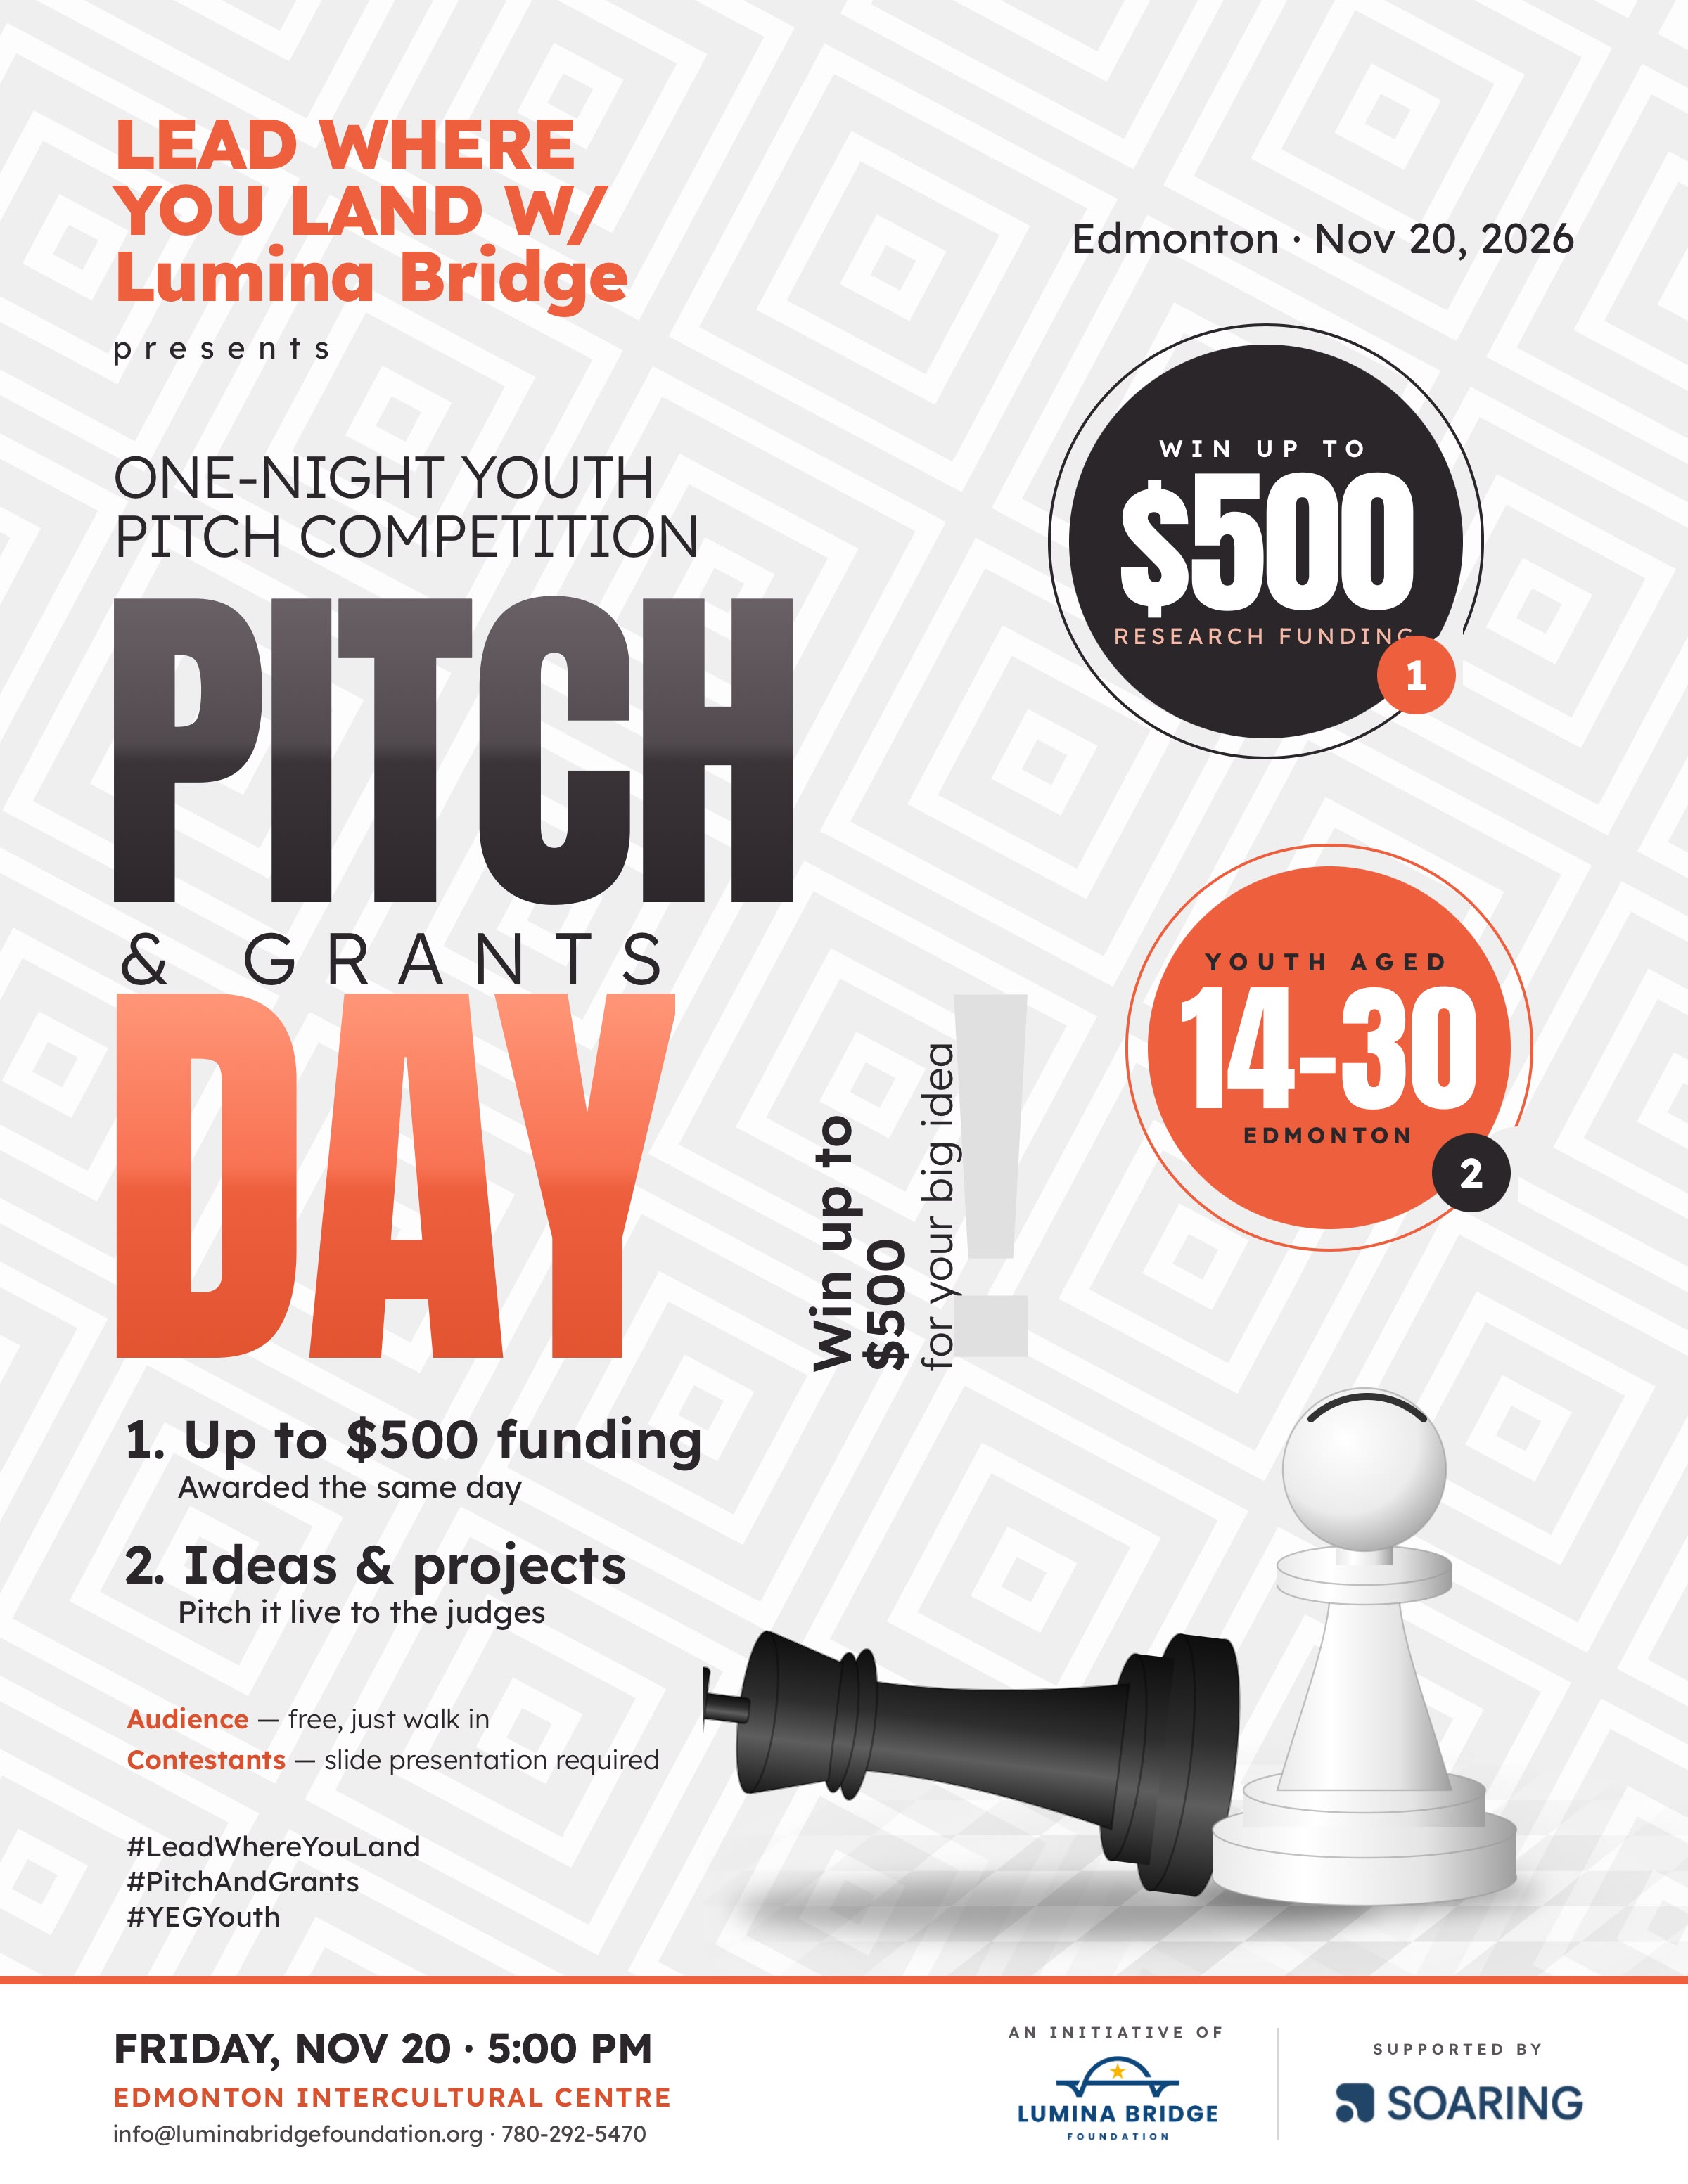 LEAD WHERE
YOU LAND W/
Lumina Bridge
presents
Edmonton · Nov 20, 2026
ONE-NIGHT YOUTH
PITCH COMPETITION
WIN UP TO
$500
RESEARCH FUNDING
1
PITCH
& GRANTS
DAY
!
Win up to
$500
for your big idea
YOUTH AGED
14-30
EDMONTON
2
1. Up to $500 funding
Awarded the same day
2. Ideas & projects
Pitch it live to the judges
Audience — free, just walk in
Contestants — slide presentation required
#LeadWhereYouLand
#PitchAndGrants
#YEGYouth
FRIDAY, NOV 20 · 5:00 PM
EDMONTON INTERCULTURAL CENTRE
info@luminabridgefoundation.org · 780-292-5470
AN INITIATIVE OF
LUMINA BRIDGE
FOUNDATION
SUPPORTED BY
SOARING